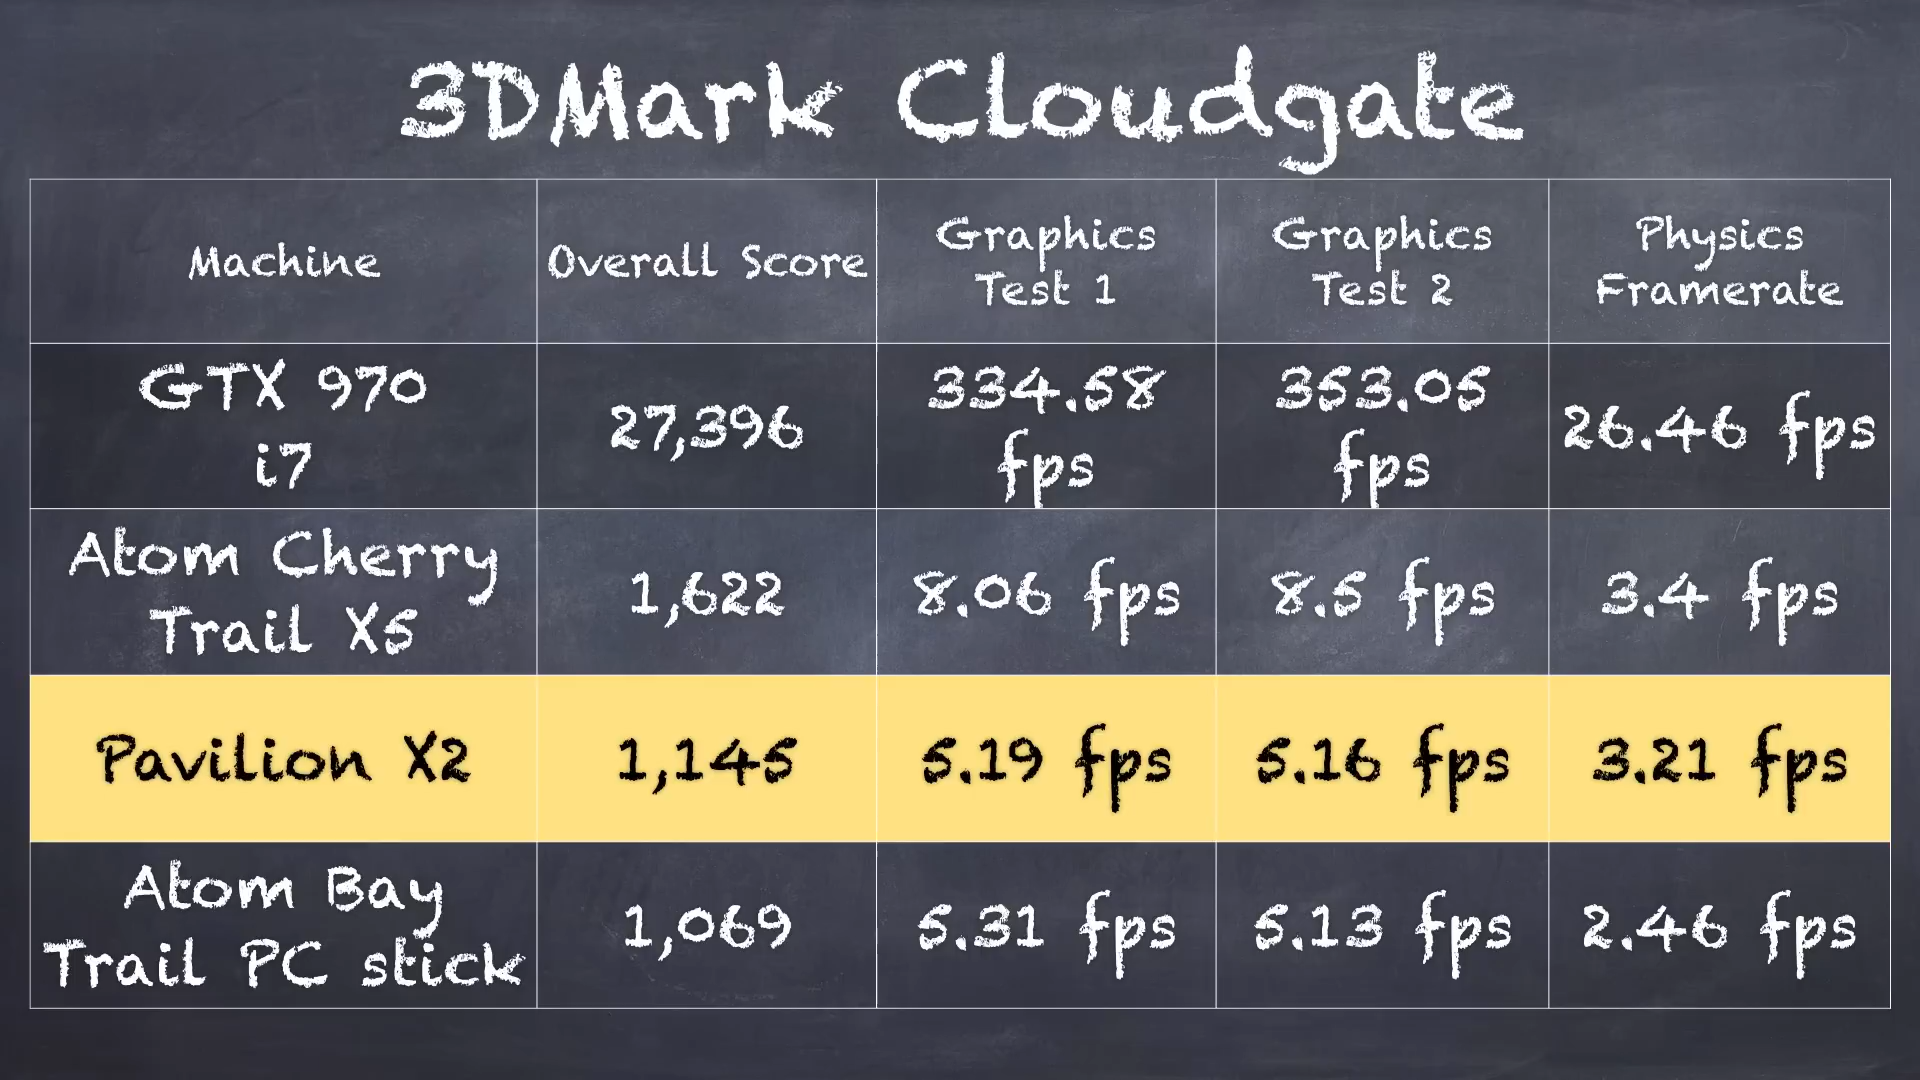 3DMark Cloudgate
Machine
Overall Score
Graphics
Test 1
Graphics
Test 2
Physics
Framerate
GTX 970
i7
27,396
334.58
fps
353.05
fps
26.46 fps
Atom Cherry
Trail X5
1,622
8.06 fps
8.5 fps
3.4 fps
Pavilion X2
1,145
5.19 fps
5.16 fps
3.21 fps
Atom Bay
Trail PC stick
1,069
5.31 fps
5.13 fps
2.46 fps